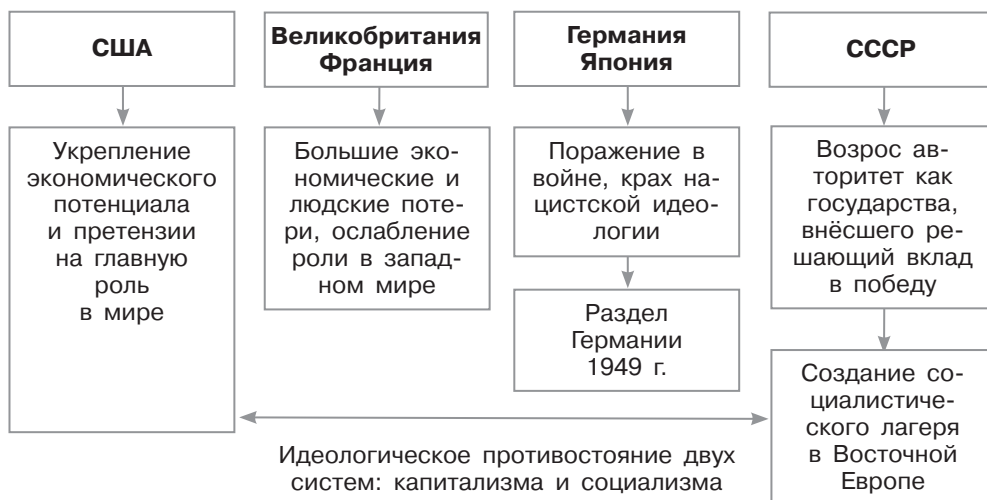 США
Великобритания
Франция
Германия
Япония
СССР
Укрепление
экономического
потенциала
и претензии
на главную
роль
в мире
Большие эко-
номические и
людские поте-
ри, ослабление
роли в запад-
ном мире
Поражение в
войне, крах на-
цистской идео-
логии
Возрос ав-
торитет как
государства,
внёсшего ре-
шающий вклад
в победу
Раздел
Германии
1949 г.
Создание со-
циалистиче-
ского лагеря
в Восточной
Европе
Идеологическое противостояние двух
систем: капитализма и социализма